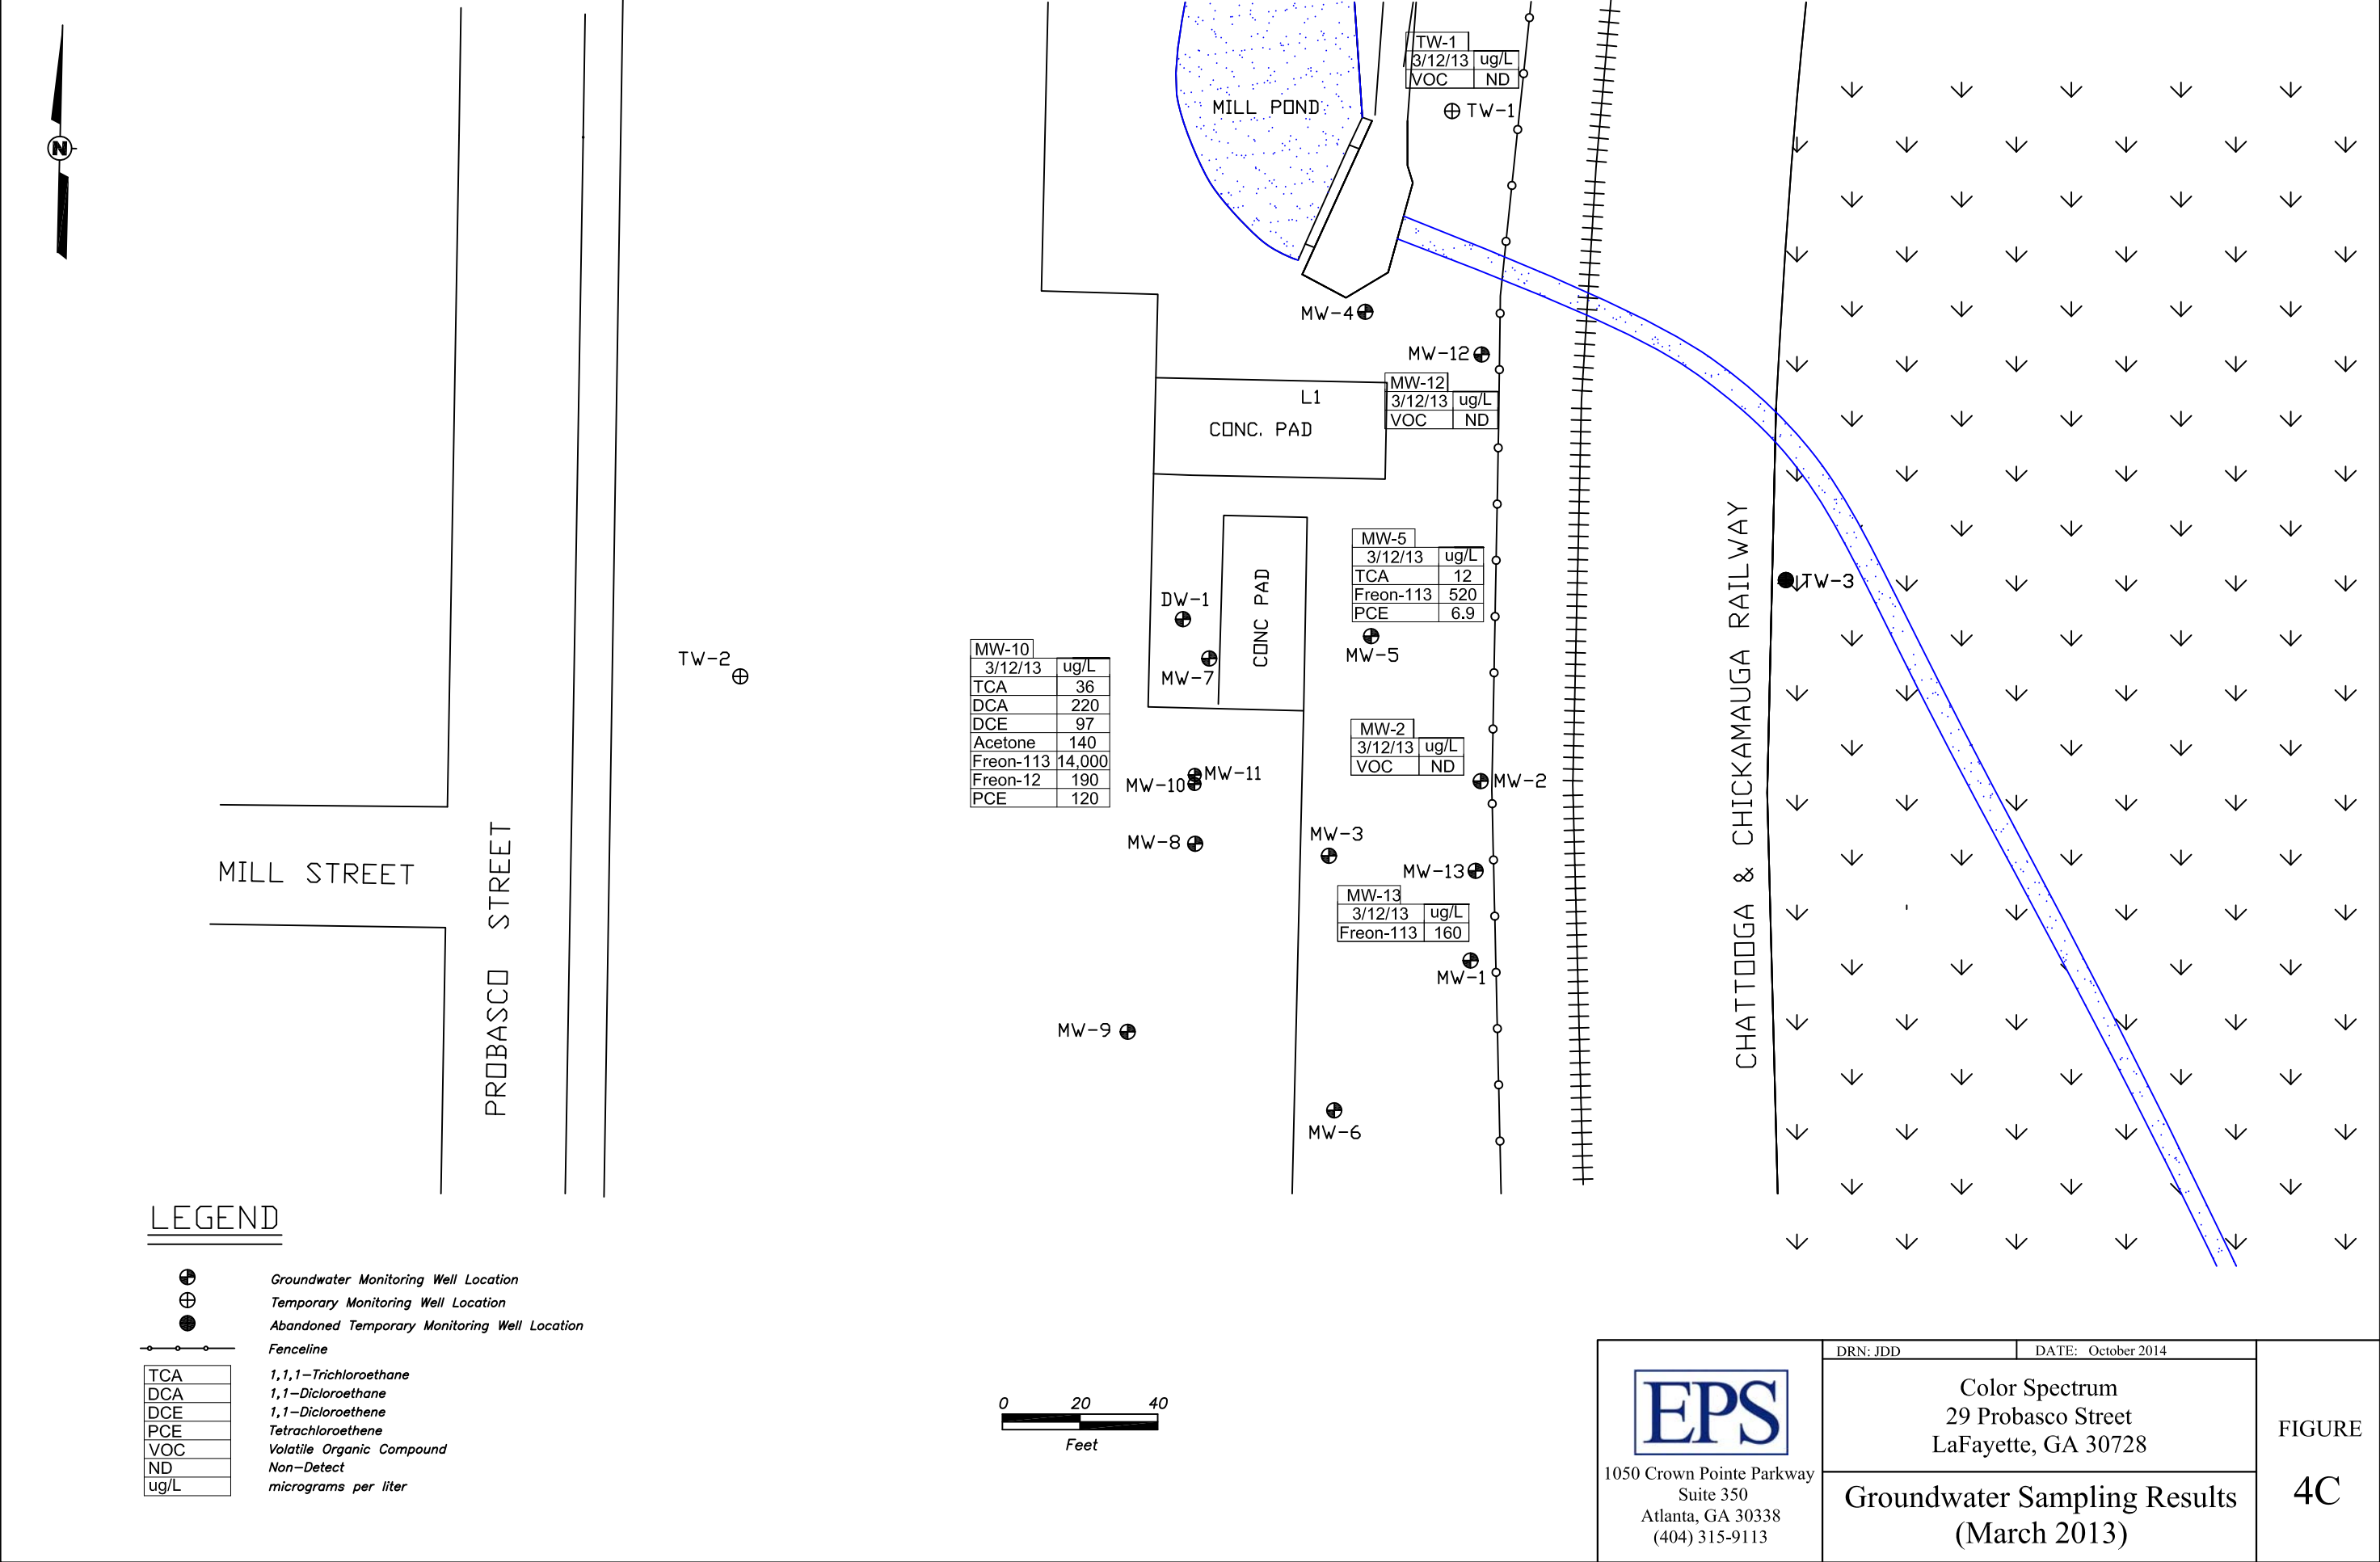 N
TW-1
3/12/13 ug/L
VOC ND
MILL POND
TW-1
MW-4
MW-12
MW-12
3/12/13 ug/L
VOC ND
L1
CONC. PAD
CONC PAD
MW-5
3/12/13 ug/L
TCA 12
Freon-113 520
PCE 6.9
MW-5
DW-1
MW-7
TW-2
TW-3
CHATTOOGA & CHICKAMAUGA RAILWAY
MW-10
3/12/13 ug/L
TCA 36
DCA 220
DCE 97
Acetone 140
Freon-113 14,000
Freon-12 190
PCE 120
MW-11
MW-10
MW-8
MW-2
3/12/13 ug/L
VOC ND
MW-2
MW-3
MW-13
MW-13
3/12/13 ug/L
Freon-113 160
MW-1
MW-9
MW-6
MILL STREET
PROBASCO STREET
LEGEND
Groundwater Monitoring Well Location
Temporary Monitoring Well Location
Abandoned Temporary Monitoring Well Location
Fenceline
TCA 1,1,1-Trichloroethane
DCA 1,1-Dicloroethane
DCE 1,1-Dicloroethene
PCE Tetrachloroethene
VOC Volatile Organic Compound
ND Non-Detect
ug/L micrograms per liter
0 20 40
Feet
EPS
1050 Crown Pointe Parkway
Suite 350
Atlanta, GA 30338
(404) 315-9113
DRN: JDD DATE: October 2014
Color Spectrum
29 Probasco Street
LaFayette, GA 30728
Groundwater Sampling Results
(March 2013)
FIGURE
4C